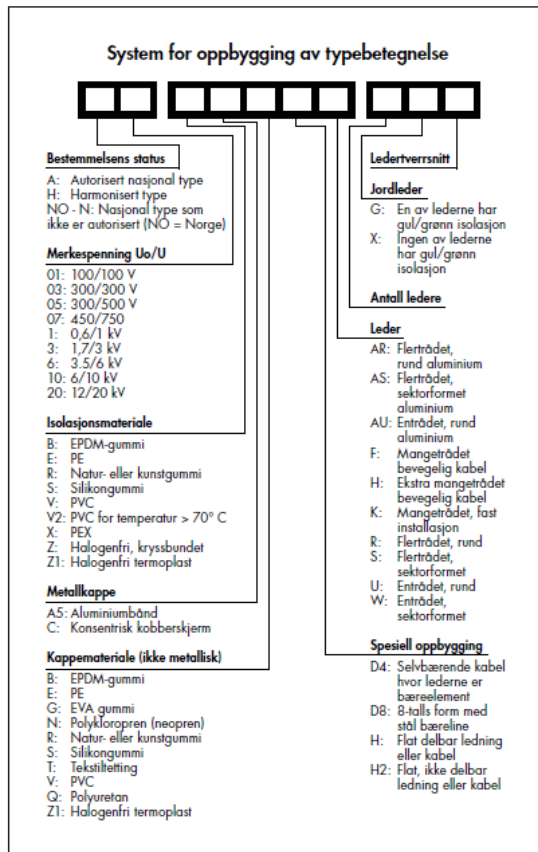 System for oppbygging av typebetegnelse
Bestemmelsens status
A: Autorisert nasjonal type
H: Harmonisert type
NO - N: Nasjonal type som
ikke er autorisert (NO = Norge)
Merkespenning Uo/U
01: 100/100 V
03: 300/300 V
05: 300/500 V
07: 450/750
1: 0,6/1 kV
3: 1,7/3 kV
6: 3.5/6 kV
10: 6/10 kV
20: 12/20 kV
Isolasjonsmateriale
B: EPDM-gummi
E: PE
R: Natur- eller kunstgummi
S: Silikongummi
V: PVC
V2: PVC for temperatur > 70° C
X: PEX
Z: Halogenfri, kryssbundet
Z1: Halogenfri termoplast
Metallkappe
A5: Aluminiumbånd
C: Konsentrisk kobberskjerm
Kappemateriale (ikke metallisk)
B: EPDM-gummi
E: PE
G: EVA gummi
N: Polykloropren (neopren)
R: Natur- eller kunstgummi
S: Silikongummi
T: Tekstiltetting
V: PVC
Q: Polyuretan
Z1: Halogenfri termoplast
Ledertverrsnitt
Jordleder
G: En av lederne har
gul/grønn isolasjon
X: Ingen av lederne
har gul/grønn
isolasjon
Antall ledere
Leder
AR: Flertrådet,
rund aluminium
AS: Flertrådet,
sektorformet
aluminium
AU: Entrådet, rund
aluminium
F: Mangetrådet
bevegelig kabel
H: Ekstra mangetrådet
bevegelig kabel
K: Mangetrådet, fast
installasjon
R: Flertrådet, rund
S: Flertrådet,
sektorformet
U: Entrådet, rund
W: Entrådet,
sektorformet
Spesiell oppbygging
D4: Selvbærende kabel
hvor lederne er
bæreelement
D8: 8-talls form med
stål bæreline
H: Flat delbar ledning
eller kabel
H2: Flat, ikke delbar
ledning eller kabel